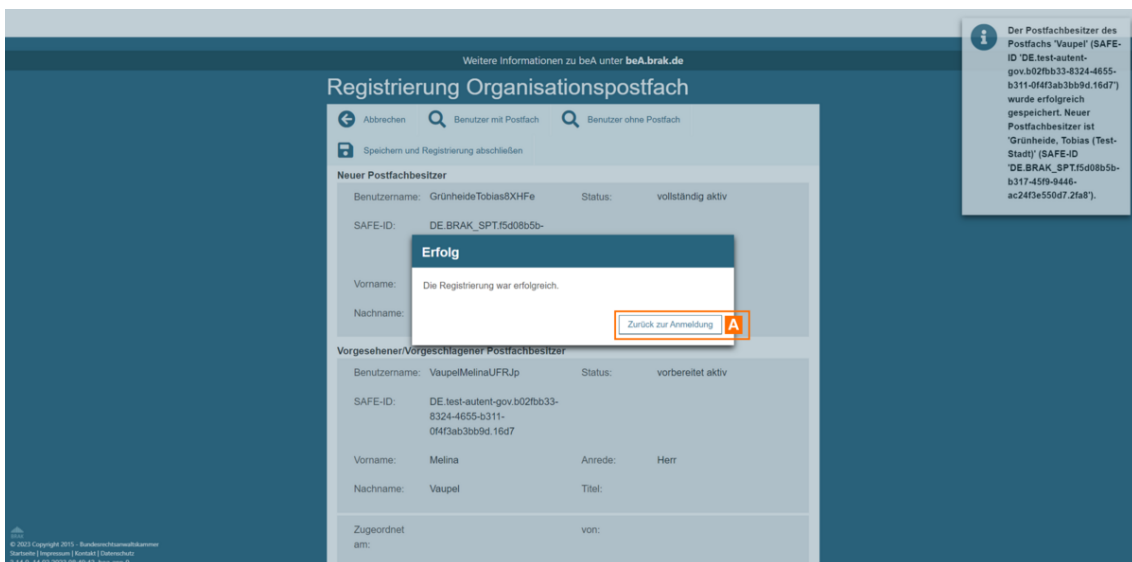 Weitere Informationen zu beA unter beA.brak.de
Registrierung Organisationspostfach
Abbrechen Benutzer mit Postfach Benutzer ohne Postfach
Speichern und Registrierung abschließen
Neuer Postfachbesitzer
Benutzername: GrünheideTobias8XHFe Status: vollständig aktiv
SAFE-ID: DE.BRAK_SPT.f5d08b5b-
Vorname:
Nachname:
Erfolg
Die Registrierung war erfolgreich.
Zurück zur Anmeldung A
Vorgesehener/Vorgeschlagener Postfachbesitzer
Benutzername: VaupelMelinaUFRJp Status: vorbereitet aktiv
SAFE-ID: DE.test-autent-gov.b02fbb33-
8324-4655-b311-
0f4f3ab3bb9d.16d7
Vorname: Melina Anrede: Herr
Nachname: Vaupel Titel:
Zugeordnet von:
am:
Der Postfachbesitzer des
Postfachs 'Vaupel' (SAFE-
ID 'DE.test-autent-
gov.b02fbb33-8324-4655-
b311-0f4f3ab3bb9d.16d7')
wurde erfolgreich
gespeichert. Neuer
Postfachbesitzer ist
'Grünheide, Tobias (Test-
Stadt)' (SAFE-ID
'DE.BRAK_SPT.f5d08b5b-
b317-45f9-9446-
ac24f3e550d7.2fa8').
BRAK
© 2023 Copyright 2015 - Bundesrechtsanwaltskammer
Startseite | Impressum | Kontakt | Datenschutz